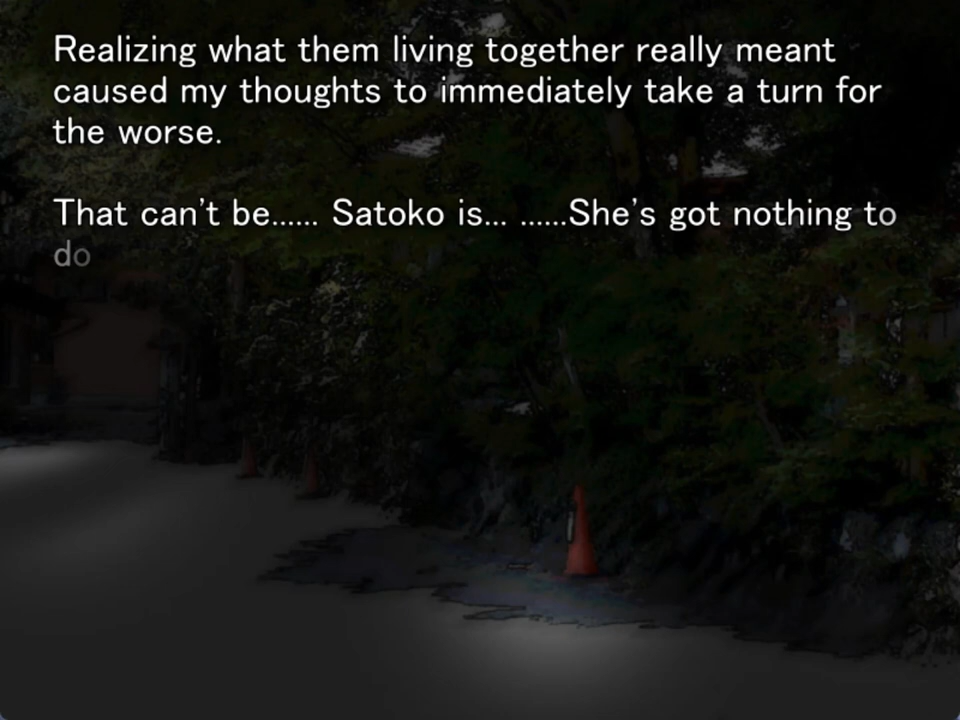 Realizing what them living together really meant
caused my thoughts to immediately take a turn for
the worse.
That can't be...... Satoko is... ......She's got nothing to
do